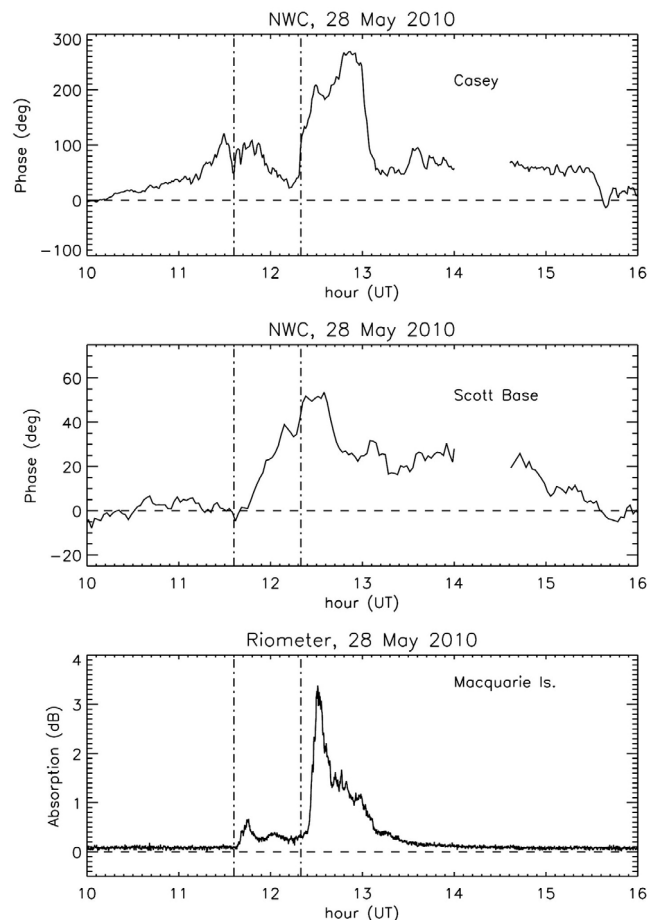 NWC, 28 May 2010
300
200
100
0
-100
Phase (deg)
Casey
10 11 12 13 14 15 16
hour (UT)
NWC, 28 May 2010
60
40
20
0
-20
Phase (deg)
Scott Base
10 11 12 13 14 15 16
hour (UT)
Riometer, 28 May 2010
4
3
2
1
0
Absorption (dB)
Macquarie Is.
10 11 12 13 14 15 16
hour (UT)